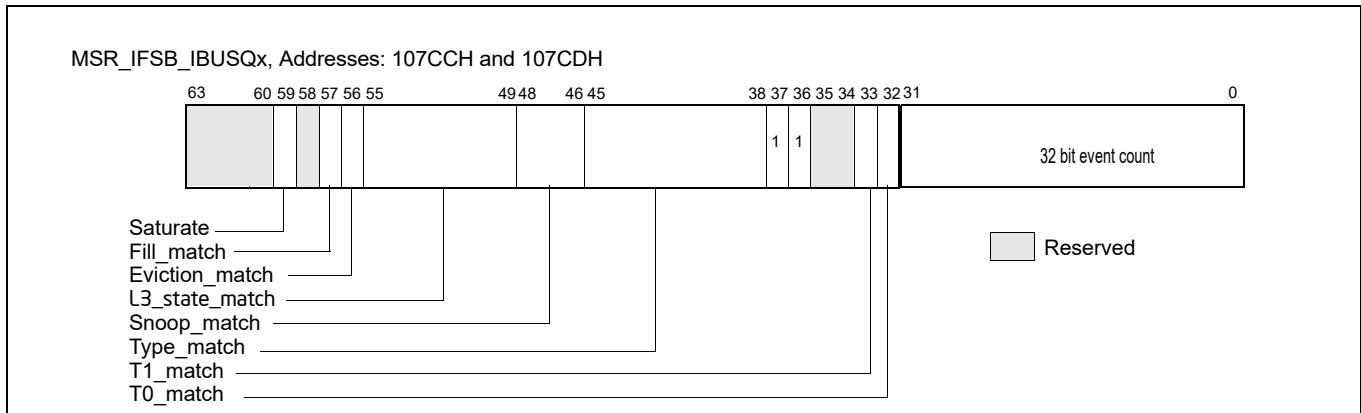 MSR_IFSB_IBUSQx, Addresses: 107CCH and 107CDH
63 60 59 58 57 56 55 49 48 46 45 38 37 36 35 34 33 32 31 0
1 1 32 bit event count
Saturate
Fill_match
Eviction_match
L3_state_match
Snoop_match
Type_match
T1_match
T0_match
Reserved